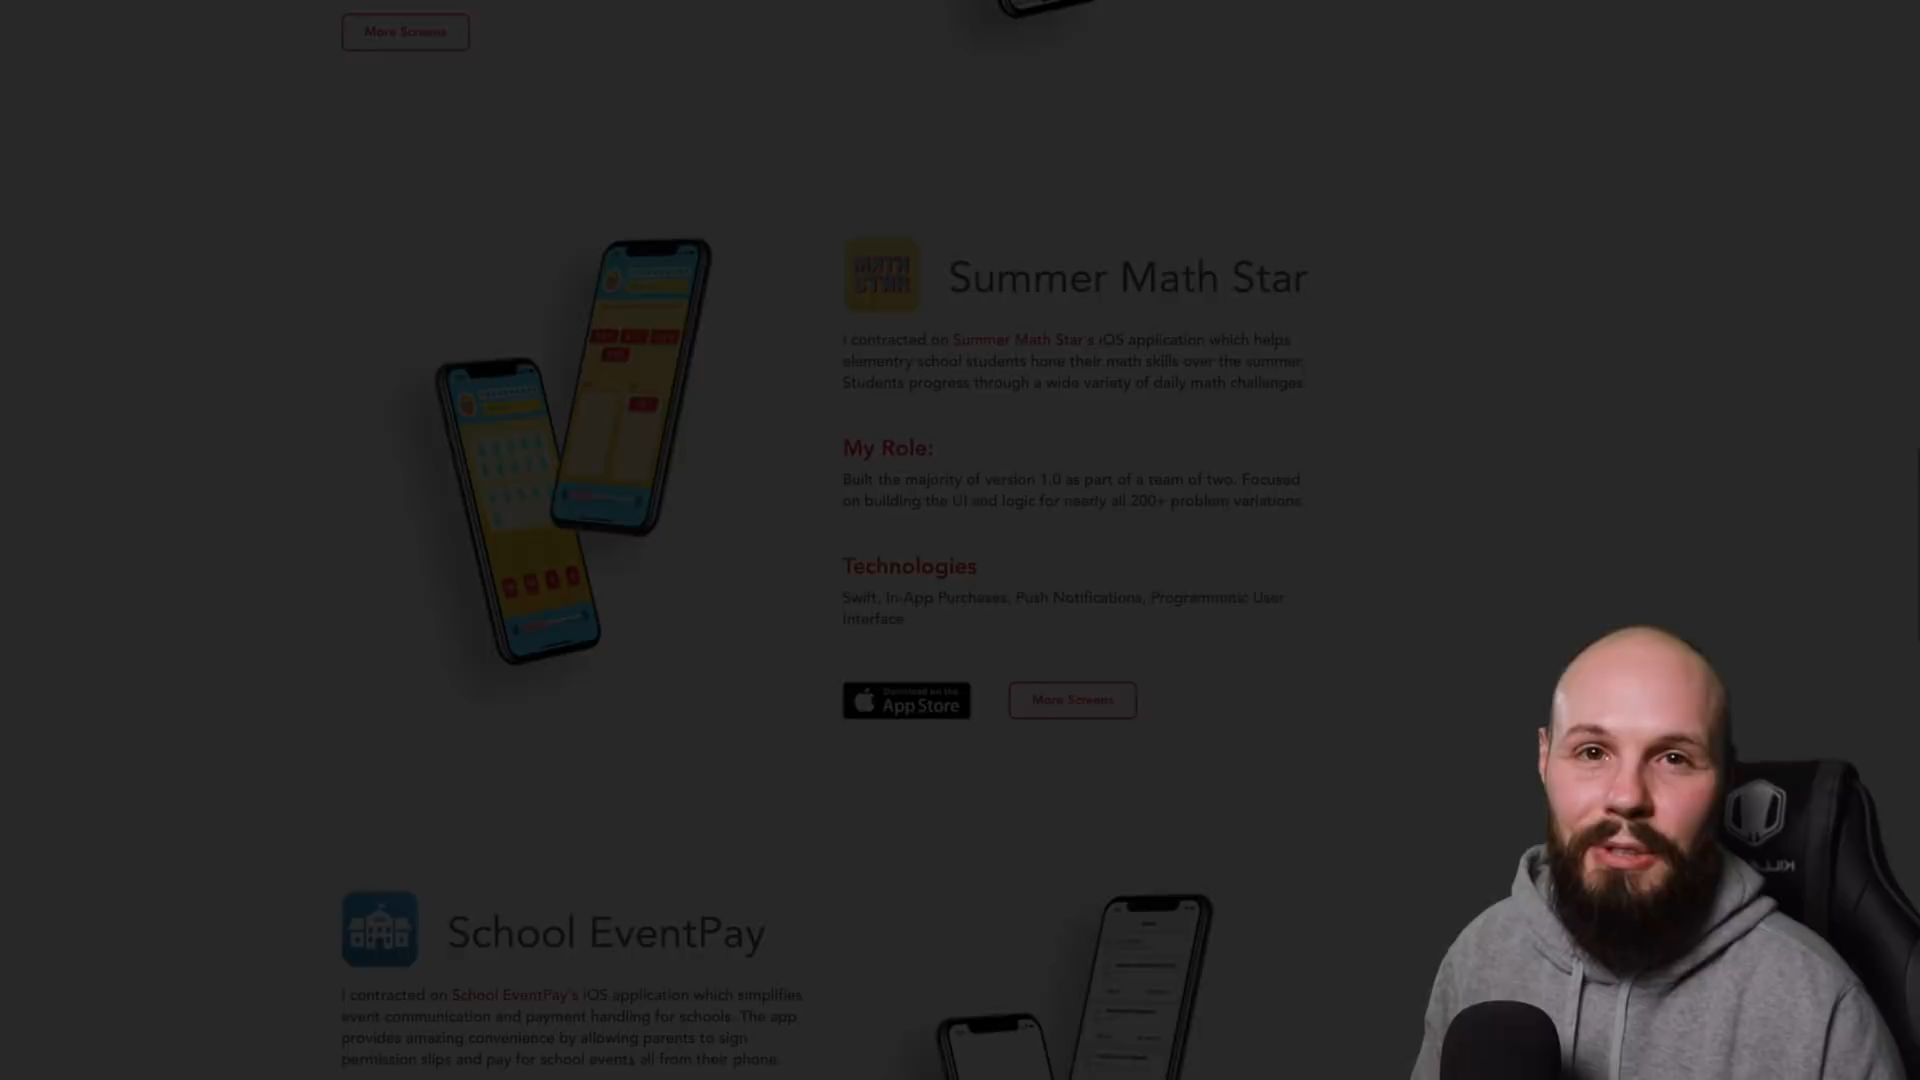 More Screens
MATH
STAR
Summer Math Star
I contracted on Summer Math Star's iOS application which helps
elementry school students hone their math skills over the summer.
Students progress through a wide variety of daily math challenges
My Role:
Built the majority of version 1.0 as part of a team of two. Focused
on building the UI and logic for nearly all 200+ problem variations.
Technologies
Swift, In-App Purchases, Push Notifications, Programmatic User
Interface
Download on the
App Store
More Screens
School EventPay
I contracted on School EventPay's iOS application which simplifies
event communication and payment handling for schools. The app
provides amazing convenience by allowing parents to sign
permission slips and pay for school events all from their phone.